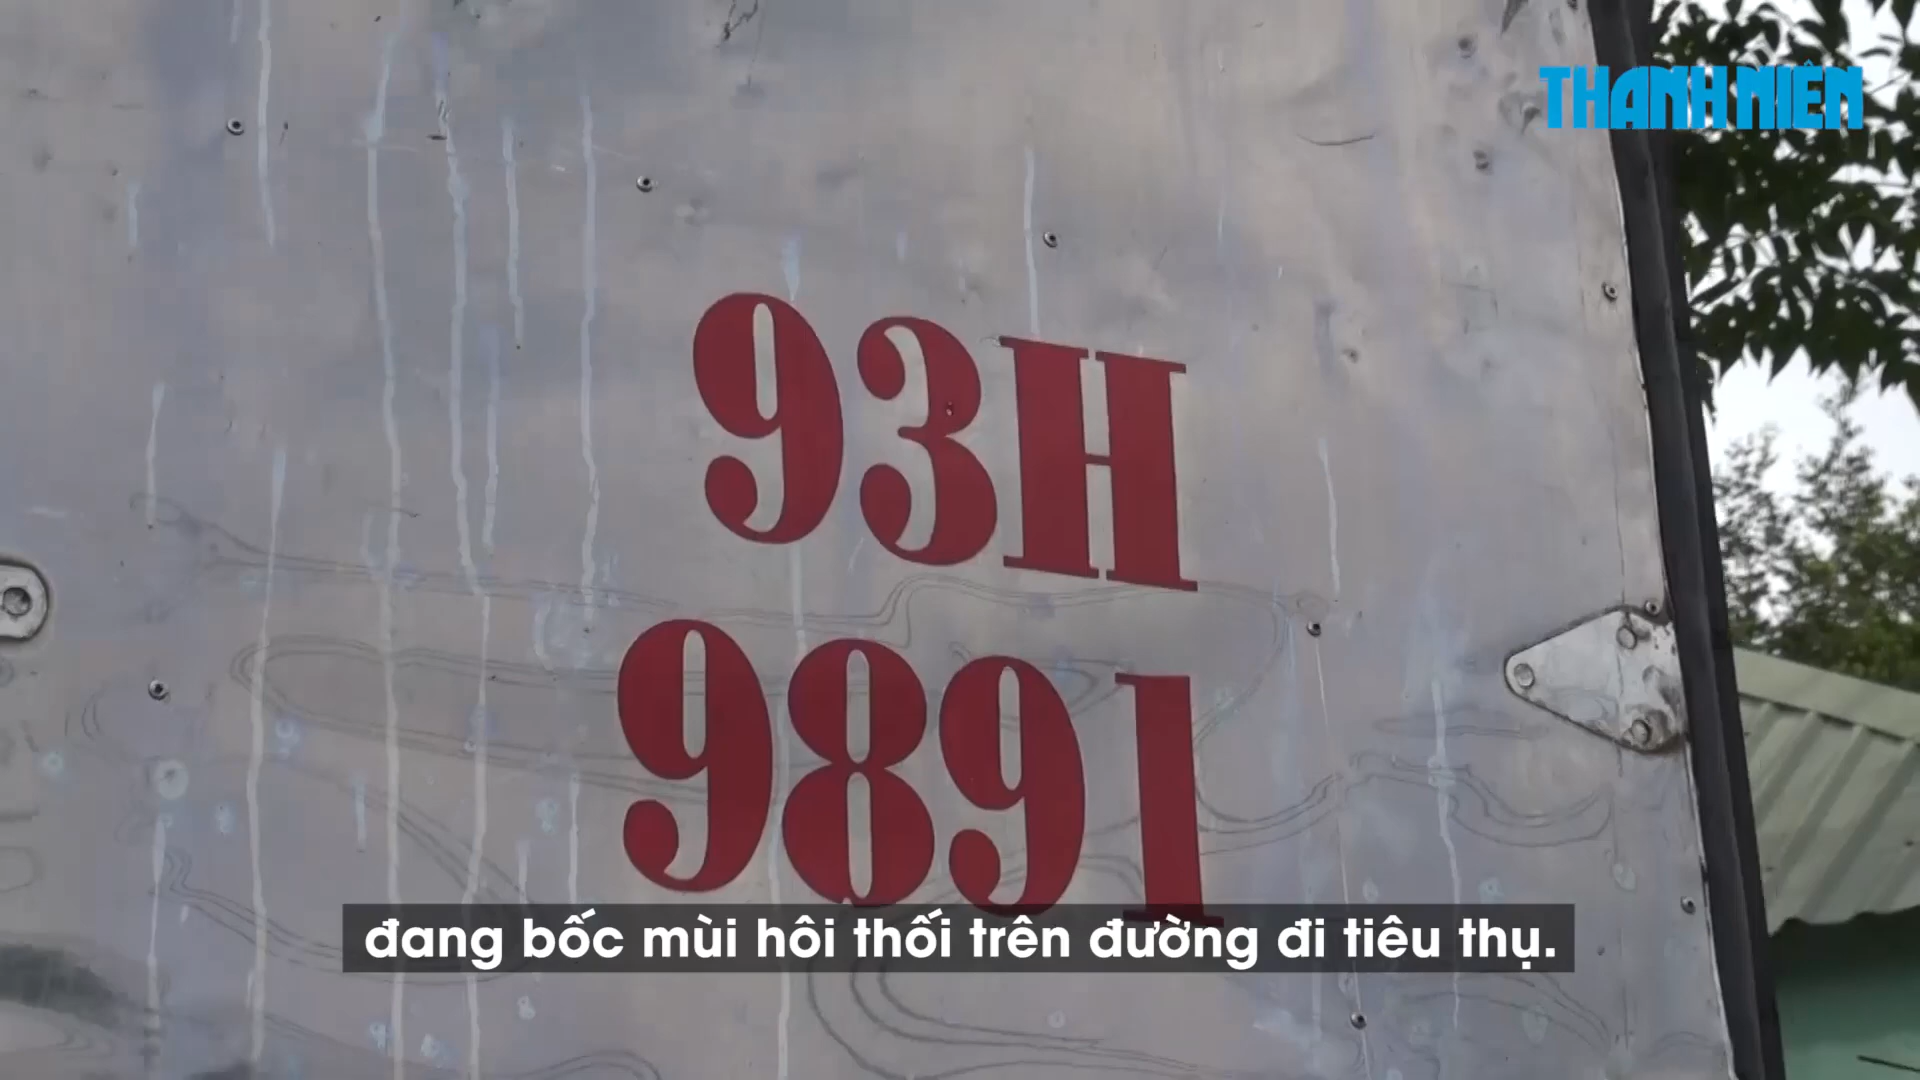 THANH NIÊN
93H
9891
đang bốc mùi hôi thối trên đường đi tiêu thụ.